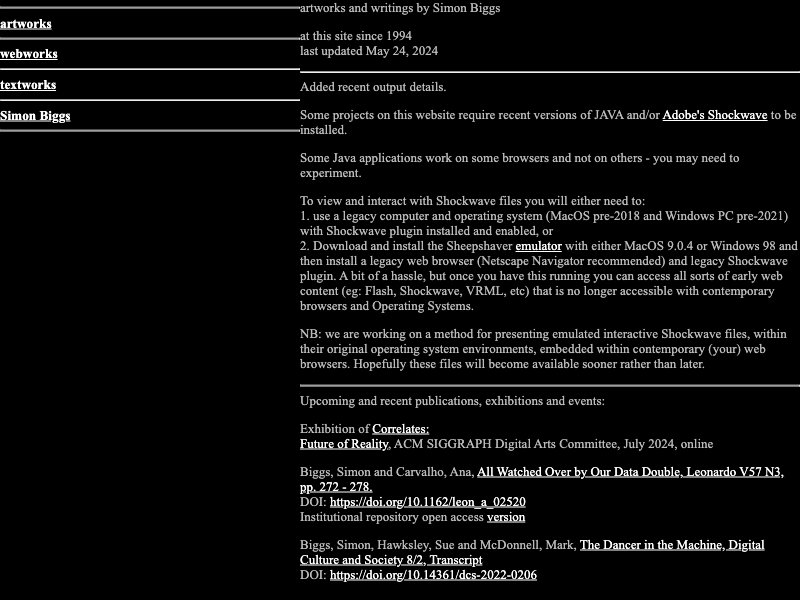 artworks
webworks
textworks
Simon Biggs
artworks and writings by Simon Biggs
at this site since 1994
last updated May 24, 2024
Added recent output details.
Some projects on this website require recent versions of JAVA and/or Adobe's Shockwave to be
installed.
Some Java applications work on some browsers and not on others - you may need to
experiment.
To view and interact with Shockwave files you will either need to:
1. use a legacy computer and operating system (MacOS pre-2018 and Windows PC pre-2021)
with Shockwave plugin installed and enabled, or
2. Download and install the Sheepshaver emulator with either MacOS 9.0.4 or Windows 98 and
then install a legacy web browser (Netscape Navigator recommended) and legacy Shockwave
plugin. A bit of a hassle, but once you have this running you can access all sorts of early web
content (eg: Flash, Shockwave, VRML, etc) that is no longer accessible with contemporary
browsers and Operating Systems.
NB: we are working on a method for presenting emulated interactive Shockwave files, within
their original operating system environments, embedded within contemporary (your) web
browsers. Hopefully these files will become available sooner rather than later.
Upcoming and recent publications, exhibitions and events:
Exhibition of Correlates:
Future of Reality, ACM SIGGRAPH Digital Arts Committee, July 2024, online
Biggs, Simon and Carvalho, Ana, All Watched Over by Our Data Double, Leonardo V57 N3,
pp. 272 - 278.
DOI: https://doi.org/10.1162/leon_a_02520
Institutional repository open access version
Biggs, Simon, Hawksley, Sue and McDonnell, Mark, The Dancer in the Machine, Digital
Culture and Society 8/2, Transcript
DOI: https://doi.org/10.14361/dcs-2022-0206